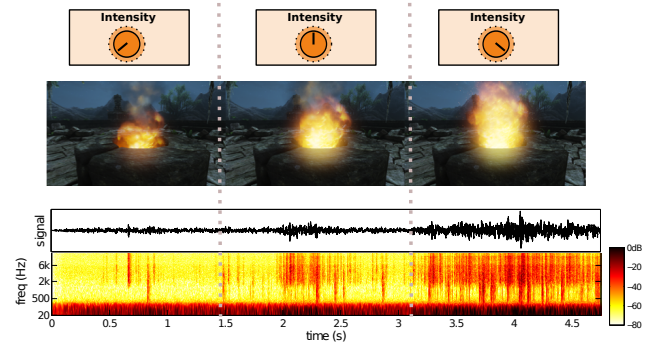 Intensity
Intensity
Intensity
signal
freq (Hz)
6k
2k
500
20
0 0.5 1 1.5 2 2.5 3 3.5 4 4.5
time (s)
0dB
−20
−40
−60
−80